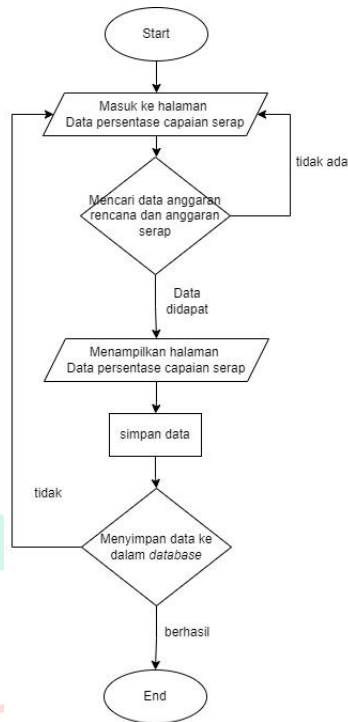 Start
Masuk ke halaman
Data persentase capaian serap
tidak ada
Mencari data anggaran
rencana dan anggaran
serap
Data
didapat
Menampilkan halaman
Data persentase capaian serap
simpan data
tidak
Menyimpan data ke
dalam database
berhasil
End